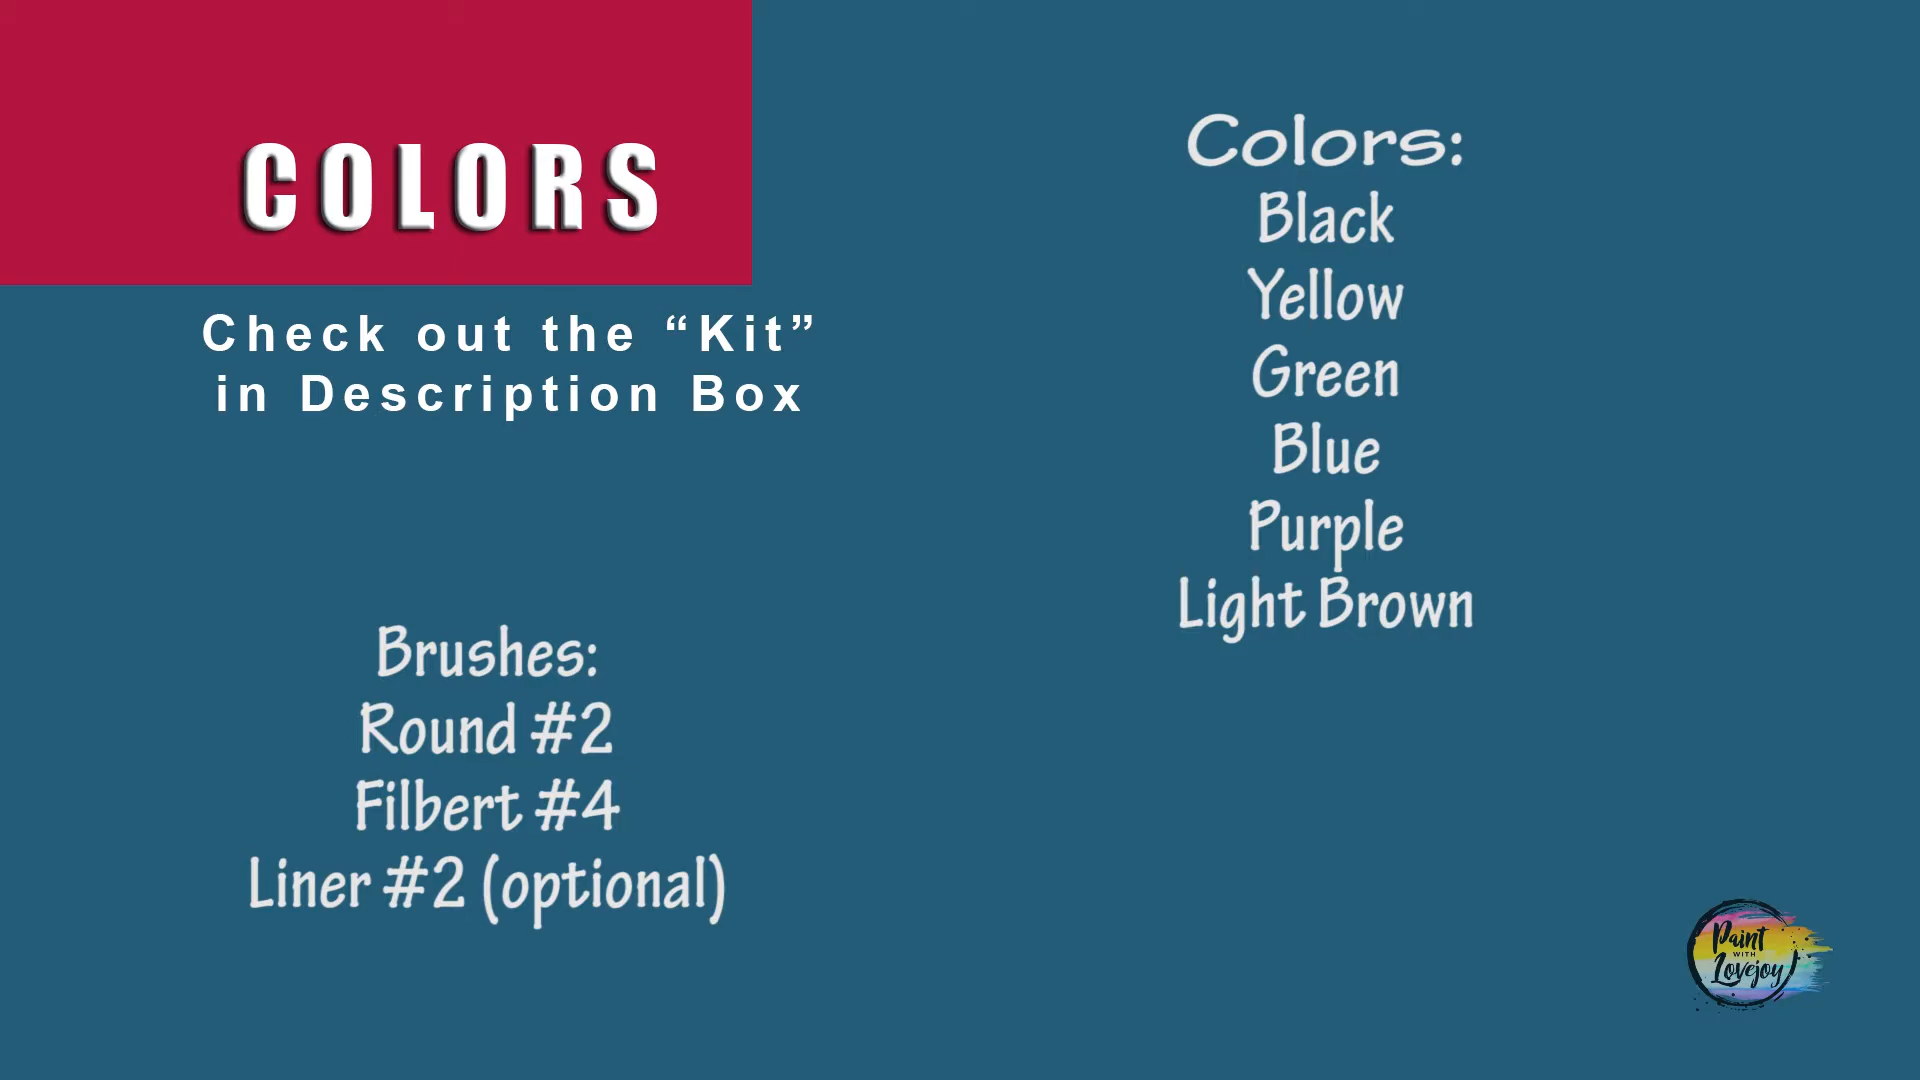 COLORS
Check out the “Kit”
in Description Box
Brushes:
Round #2
Filbert #4
Liner #2 (optional)
Colors:
Black
Yellow
Green
Blue
Purple
Light Brown
Paint
WITH
Lovejoy